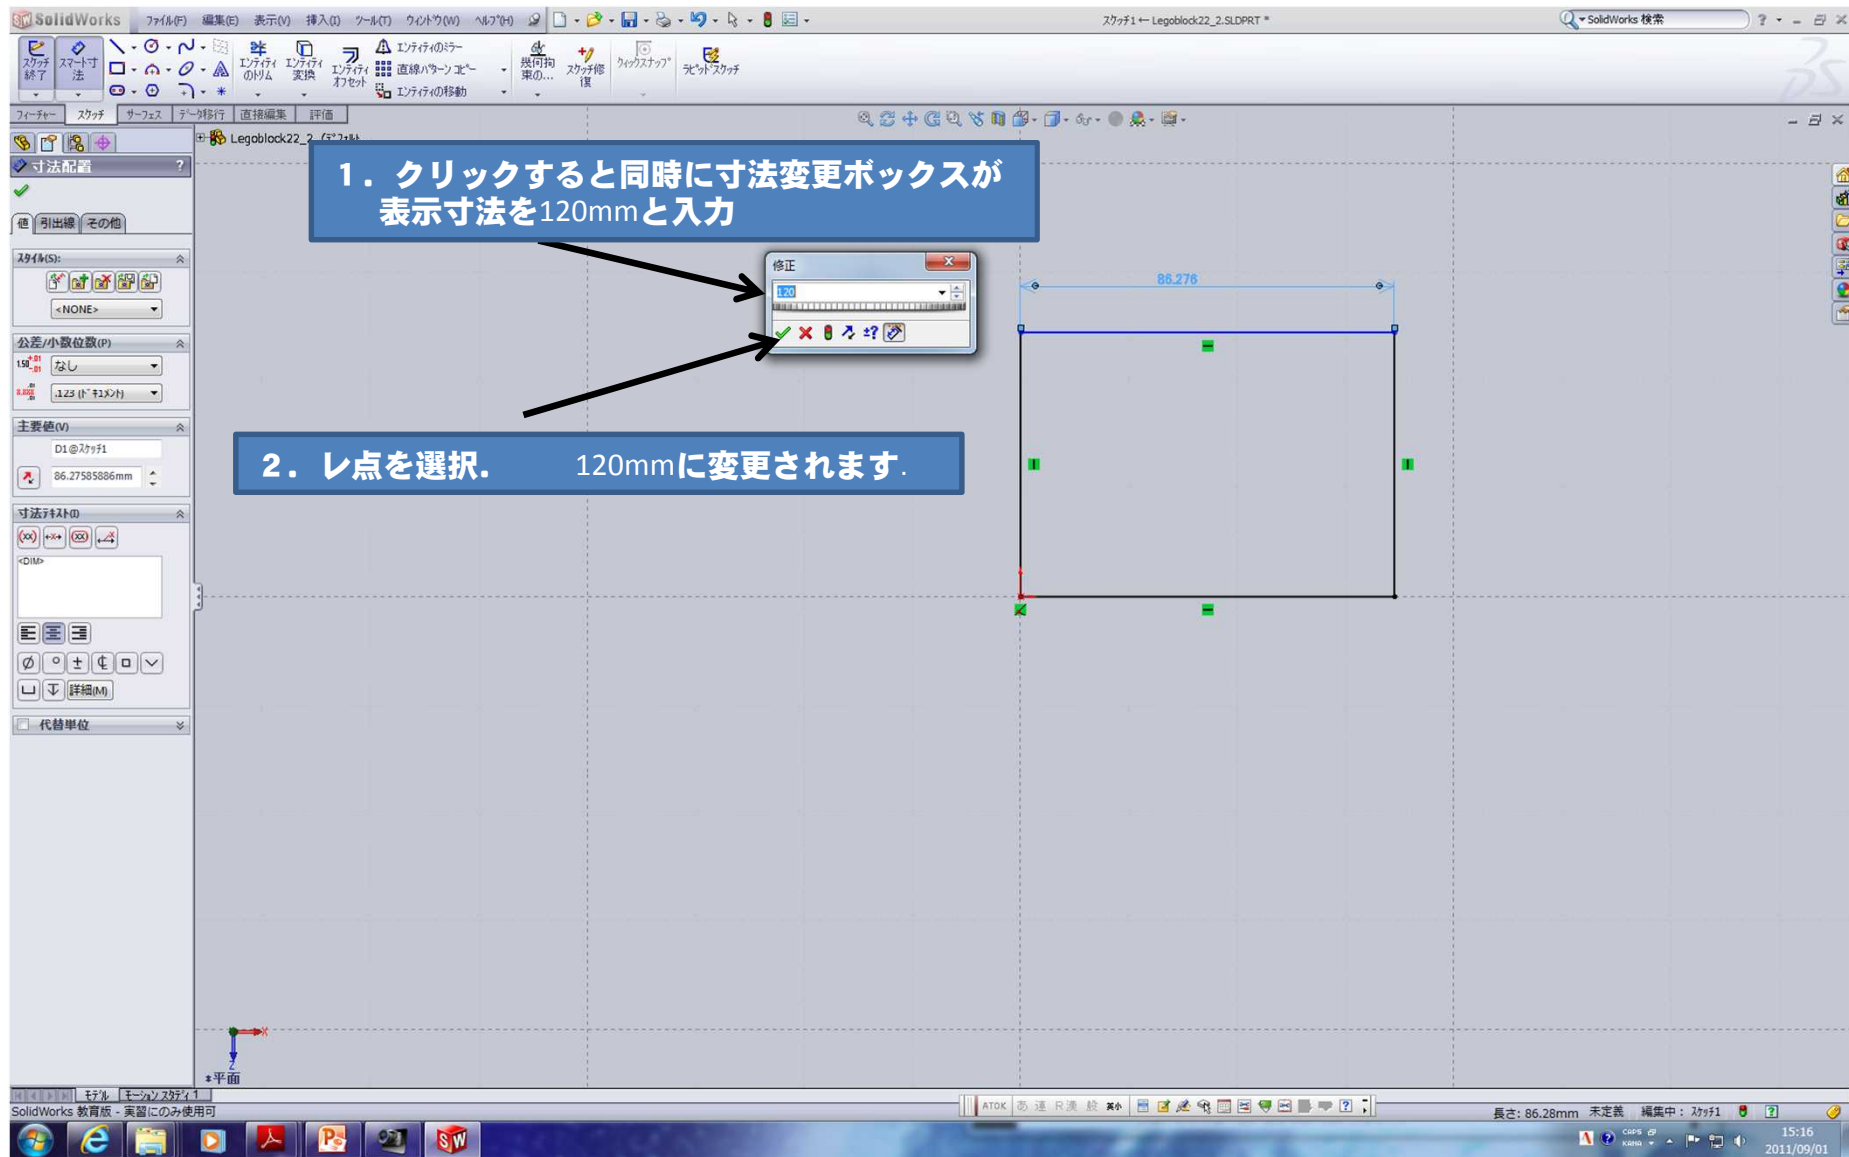 SolidWorks ファイル(F) 編集(E) 表示(V) 挿入(I) ツール(T) ウィンドウ(W) ヘルプ(H) スケッチ1 ← Legoblock22_2.SLDPRT * SolidWorks 検索
スケッチ終了
スマート寸法
エンティティのトリム
エンティティ変換
エンティティオフセット
エンティティのミラー
直線パターン コピー
エンティティの移動
幾何拘束の...
スケッチ修復
クイックスナップ
ラピッドスケッチ
フィーチャー スケッチ サーフェス データ移行 直接編集 評価
Legoblock22_2 (デフォルト
寸法配置 ?
値 引出線 その他
スタイル(S):
<NONE>
公差/小数位数(P)
なし
.123 (ドキュメント)
主要値(V)
D1@スケッチ1
86.27585886mm
寸法テキスト(I)
<DIM>
詳細(M)
代替単位
1．クリックすると同時に寸法変更ボックスが
表示寸法を120mmと入力
修正
120
86.276
2．レ点を選択. 120mmに変更されます.
X
Z
*平面
モデル モーション スタディ 1
SolidWorks 教育版 - 実習にのみ使用可
ATOK あ 連 R漢 般 英小
長さ: 86.28mm 未定義 編集中: スケッチ1
CAPS
KANA
15:16
2011/09/01